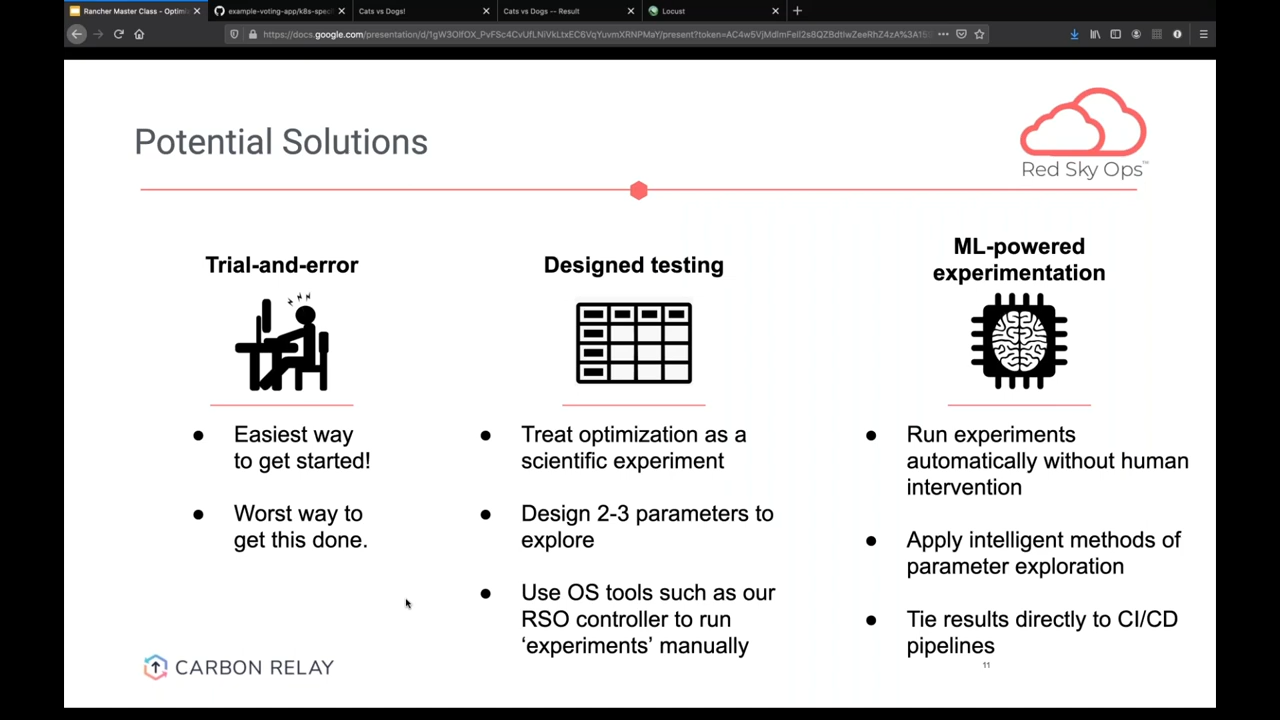 Rancher Master Class - Optimi
example-voting-app/k8s-speci
Cats vs Dogs!
Cats vs Dogs - Result
Locust
Potential Solutions
Red Sky Ops™
Trial-and-error
Easiest way
to get started!
Worst way to
get this done.
Designed testing
Treat optimization as a
scientific experiment
Design 2-3 parameters to
explore
Use OS tools such as our
RSO controller to run
‘experiments’ manually
ML-powered
experimentation
Run experiments
automatically without human
intervention
Apply intelligent methods of
parameter exploration
Tie results directly to CI/CD
pipelines
CARBON RELAY
11